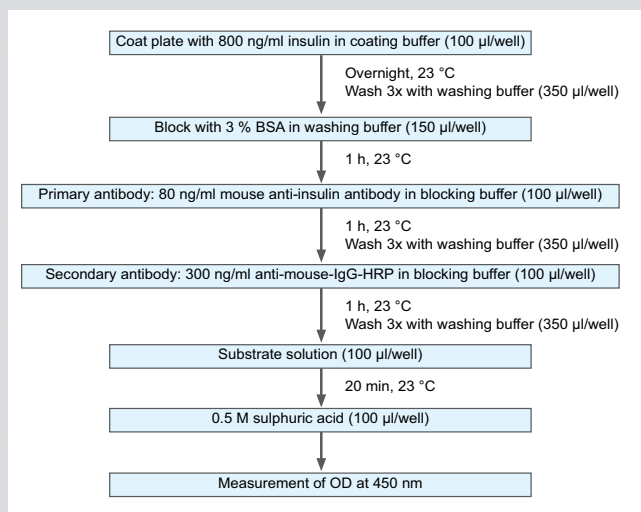 Coat plate with 800 ng/ml insulin in coating buffer (100 µl/well)
Overnight, 23 °C
Wash 3x with washing buffer (350 µl/well)
Block with 3 % BSA in washing buffer (150 µl/well)
1 h, 23 °C
Primary antibody: 80 ng/ml mouse anti-insulin antibody in blocking buffer (100 µl/well)
1 h, 23 °C
Wash 3x with washing buffer (350 µl/well)
Secondary antibody: 300 ng/ml anti-mouse-IgG-HRP in blocking buffer (100 µl/well)
1 h, 23 °C
Wash 3x with washing buffer (350 µl/well)
Substrate solution (100 µl/well)
20 min, 23 °C
0.5 M sulphuric acid (100 µl/well)
Measurement of OD at 450 nm